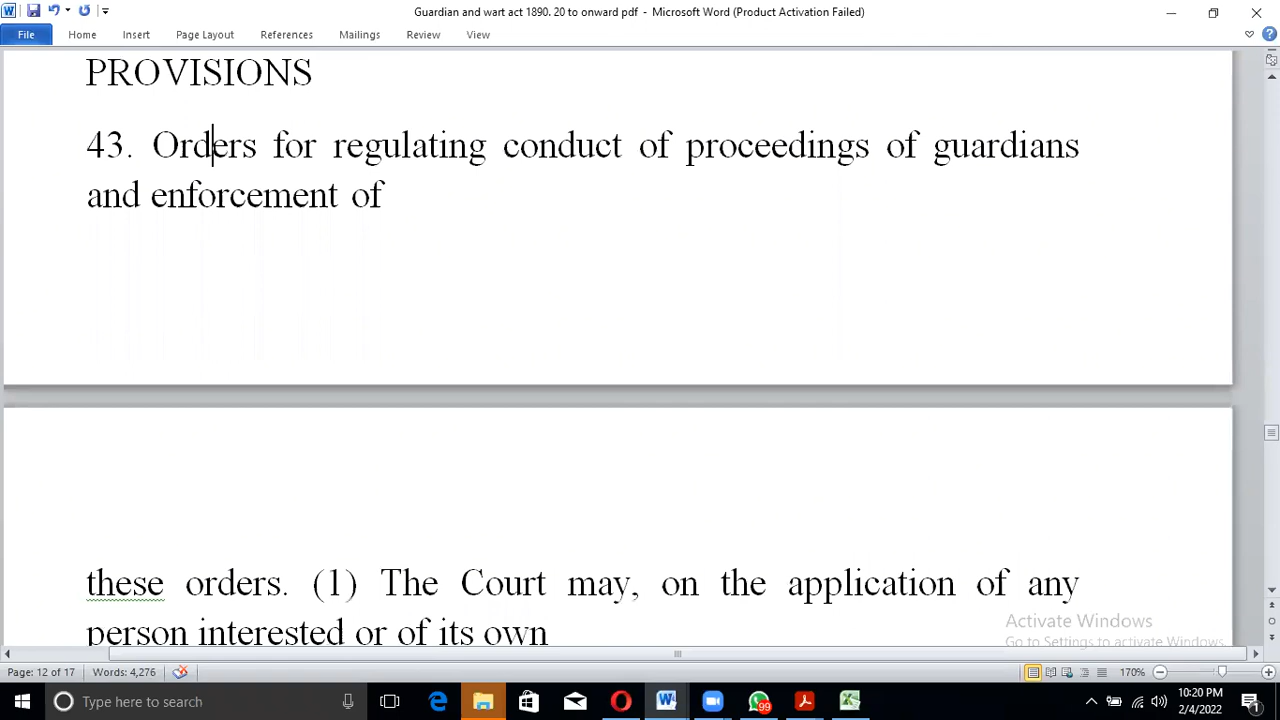 Guardian and wart act 1890. 20 to onward pdf - Microsoft Word (Product Activation Failed)
File Home Insert Page Layout References Mailings Review View
PROVISIONS
43. Orders for regulating conduct of proceedings of guardians
and enforcement of
these orders. (1) The Court may, on the application of any
person interested or of its own
Activate Windows
Go to Settings to activate Windows.
Page: 12 of 17 Words: 4,276 170%
Type here to search
99
10:20 PM
2/4/2022
1